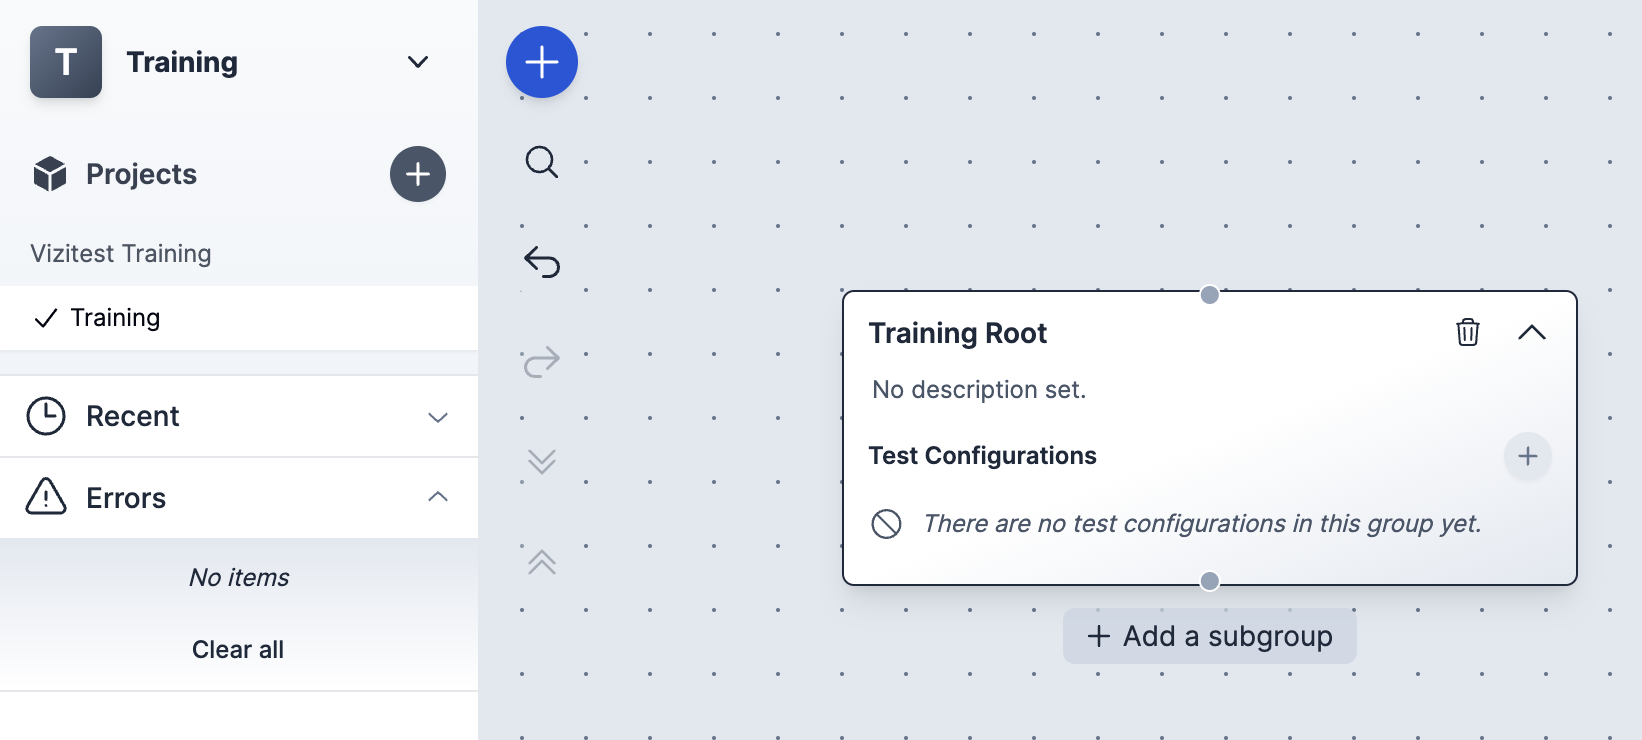 T
Training
Projects
Vizitest Training
Training
Recent
Errors
No items
Clear all
Training Root
No description set.
Test Configurations
There are no test configurations in this group yet.
Add a subgroup